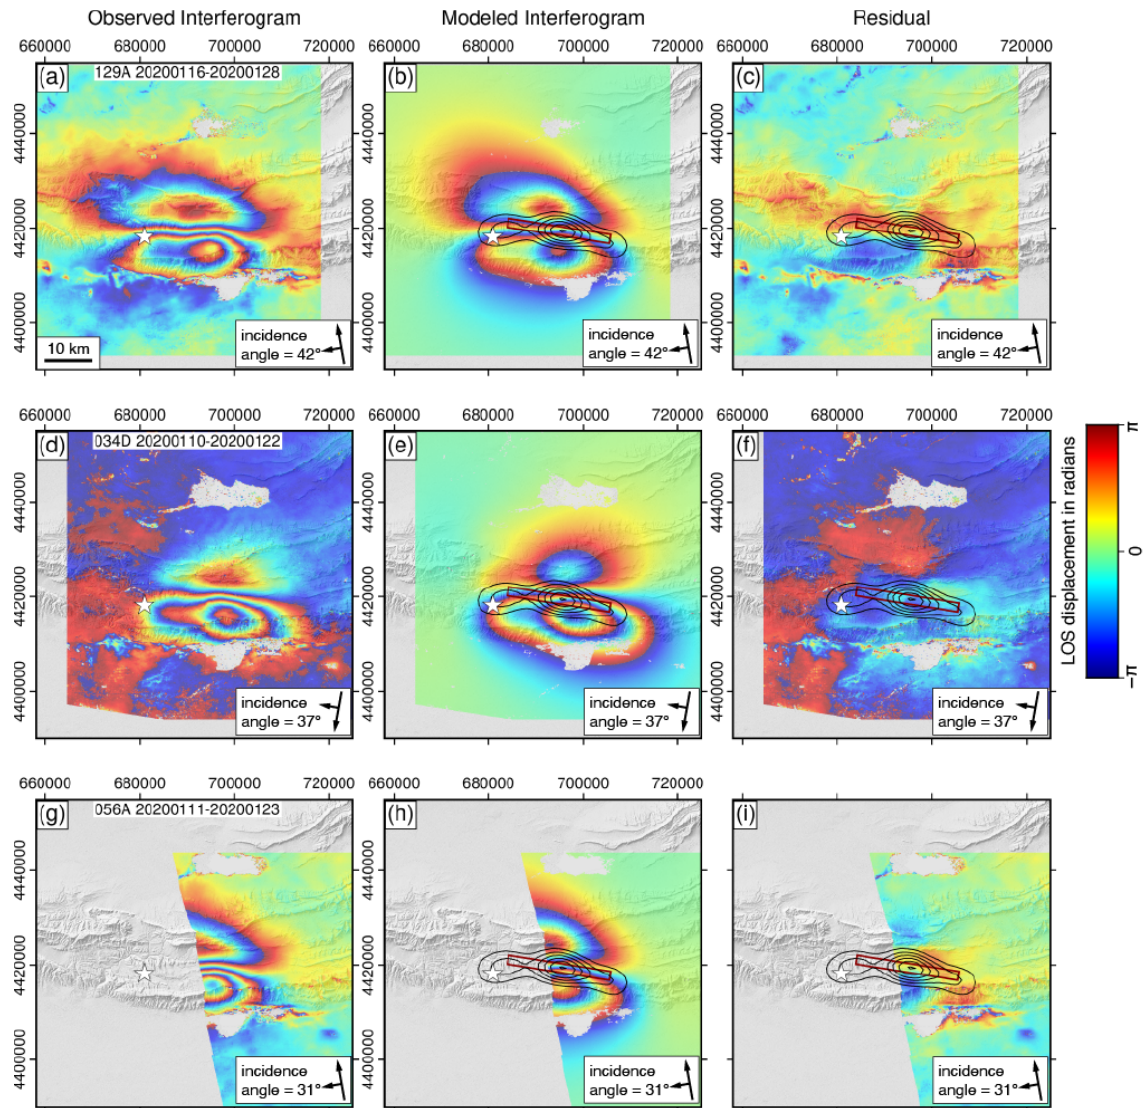 Observed Interferogram
Modeled Interferogram
Residual
660000 680000 700000 720000
660000 680000 700000 720000
660000 680000 700000 720000
(a)
129A 20200116-20200128
(b)
(c)
4440000
4420000
4400000
4440000
4420000
4400000
4440000
4420000
4400000
10 km
incidence
angle = 42°
incidence
angle = 42°
incidence
angle = 42°
660000 680000 700000 720000
660000 680000 700000 720000
660000 680000 700000 720000
(d)
034D 20200110-20200122
(e)
(f)
4440000
4420000
4400000
4440000
4420000
4400000
4440000
4420000
4400000
incidence
angle = 37°
incidence
angle = 37°
incidence
angle = 37°
π
0
-π
LOS displacement in radians
660000 680000 700000 720000
660000 680000 700000 720000
660000 680000 700000 720000
(g)
056A 20200111-20200123
(h)
(i)
4440000
4420000
4400000
4440000
4420000
4400000
4440000
4420000
4400000
incidence
angle = 31°
incidence
angle = 31°
incidence
angle = 31°